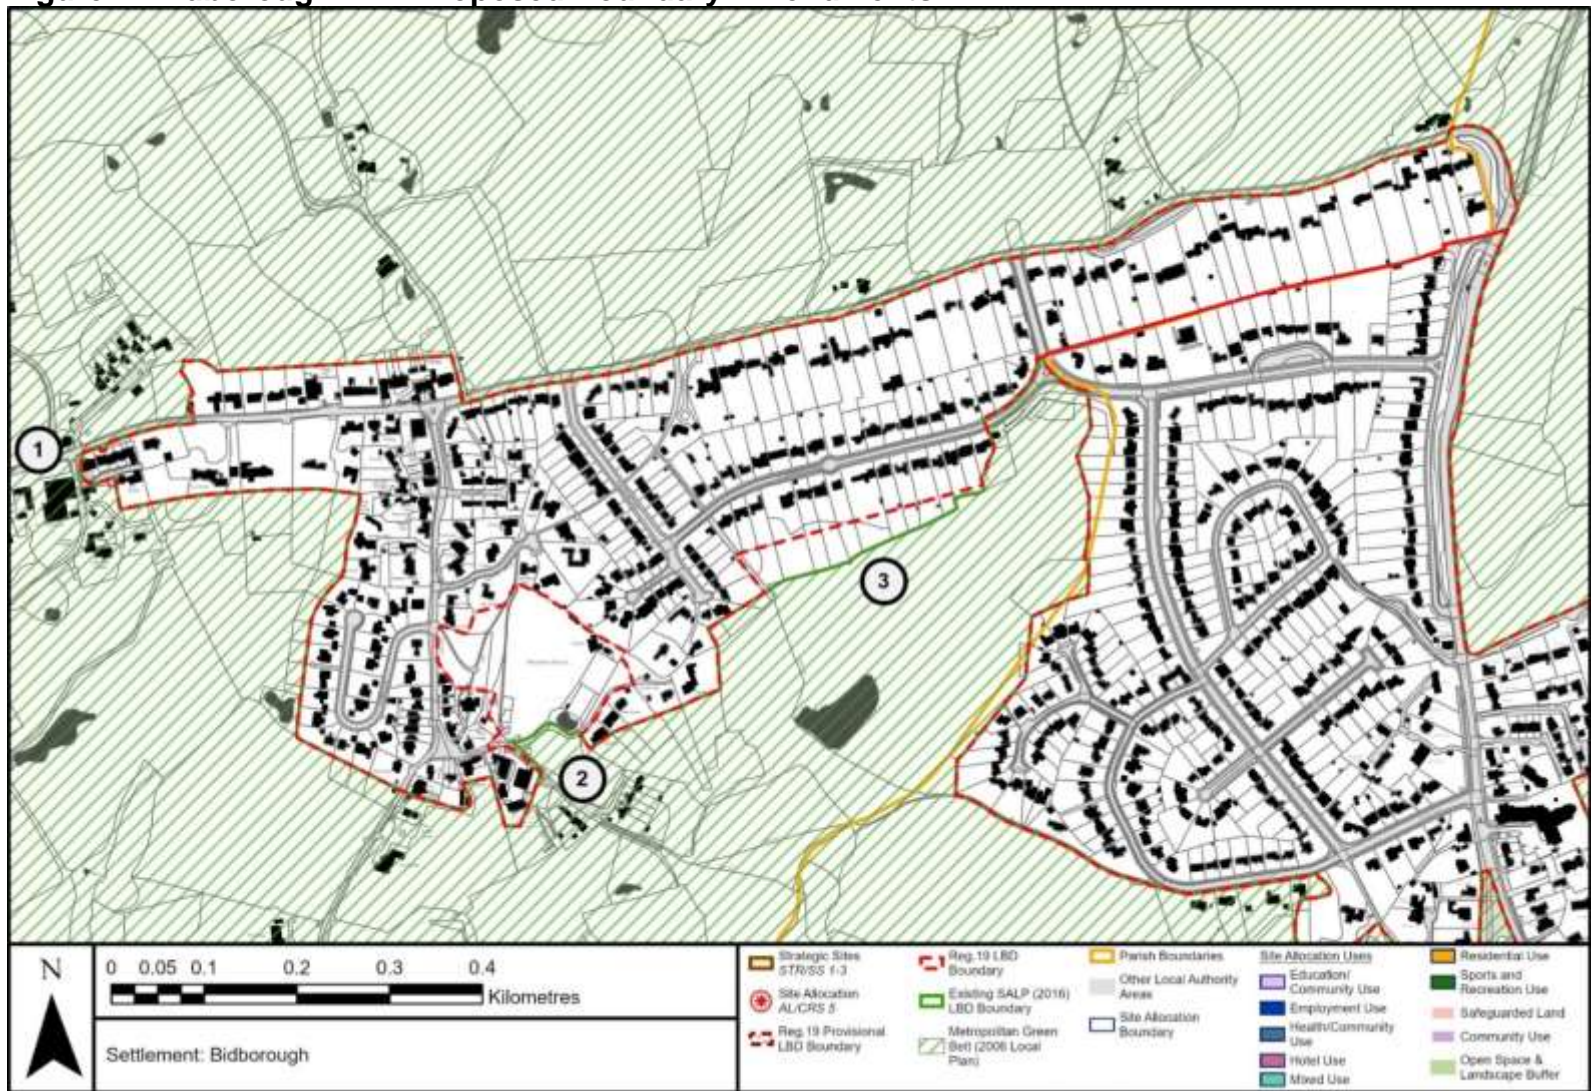 1
2
3
N
0 0.05 0.1 0.2 0.3 0.4
Kilometres
Settlement: Bidborough
Strategic Sites
STR/SS 1-3
Site Allocation
AL/CRS 5
Reg.19 Provisional
LBD Boundary
Reg.19 LBD
Boundary
Existing SALP (2016)
LBD Boundary
Metropolitan Green
Belt (2006 Local
Plan)
Parish Boundaries
Other Local Authority
Areas
Site Allocation
Boundary
Site Allocation Uses
Education/
Community Use
Employment Use
Health/Community
Use
Hotel Use
Mixed Use
Residential Use
Sports and
Recreation Use
Safeguarded Land
Community Use
Open Space &
Landscape Buffer